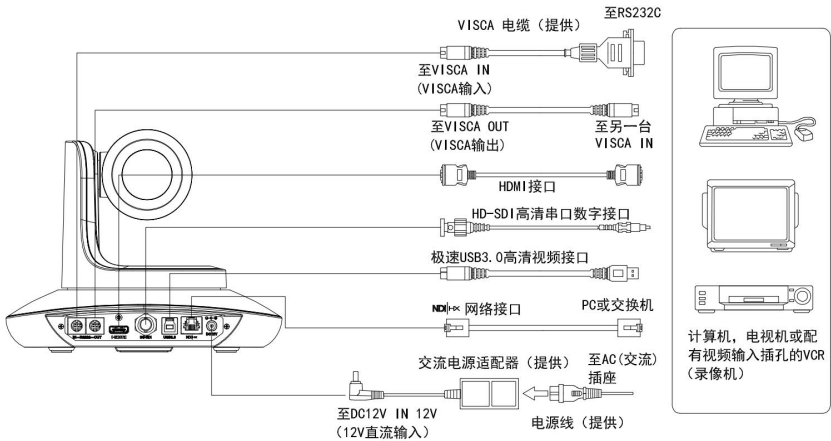 VISCA 电缆（提供）
至RS232C
至VISCA IN
(VISCA输入)
至VISCA OUT
(VISCA输出)
至另一台
VISCA IN
HDMI接口
HD-SDI高清串口数字接口
极速USB3.0高清视频接口
NDI|HX 网络接口
PC或交换机
交流电源适配器（提供）
至AC(交流)
插座
至DC12V IN 12V
（12V直流输入）
电源线（提供）
计算机，电视机或配
有视频输入插孔的VCR
（录像机）